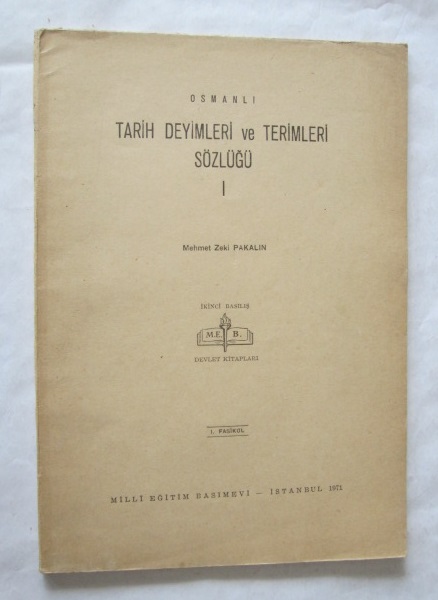 OSMANLI
TARİH DEYİMLERİ ve TERİMLERİ
SÖZLÜĞÜ
I
Mehmet Zeki PAKALIN
İKİNCİ BASILIŞ
M.E. B.
DEVLET KİTAPLARI
I. FASİKÜL
MİLLÎ EĞİTİM BASIMEVİ — İSTANBUL 1971